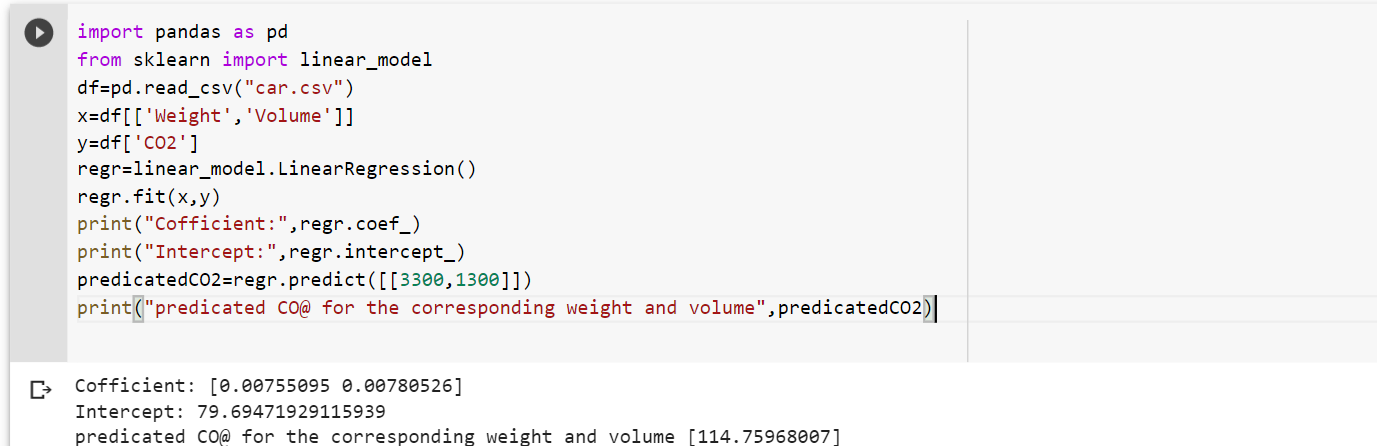 import pandas as pd
from sklearn import linear_model
df=pd.read_csv("car.csv")
x=df[['Weight','Volume']]
y=df['CO2']
regr=linear_model.LinearRegression()
regr.fit(x,y)
print("Cofficient:",regr.coef_)
print("Intercept:",regr.intercept_)
predicatedCO2=regr.predict([[3300,1300]])
print("predicated CO@ for the corresponding weight and volume",predicatedCO2)
Cofficient: [0.00755095 0.00780526]
Intercept: 79.69471929115939
predicated CO@ for the corresponding weight and volume [114.75968007]